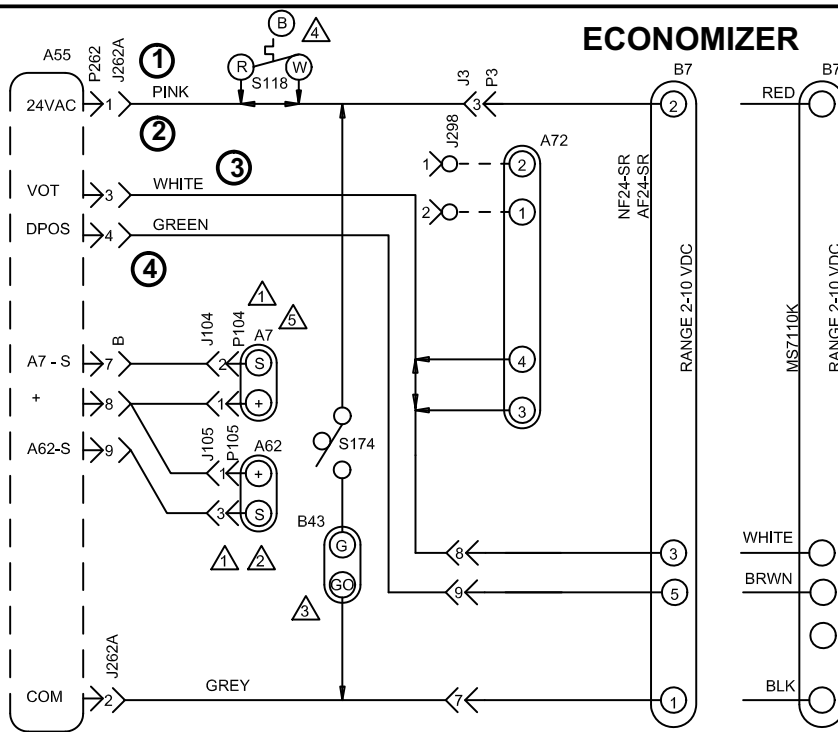 ECONOMIZER
B
4
A55
P262
J262A
1
R
W
S118
J3
P3
B7
B7
24VAC
1
PINK
3
2
RED
2
J298
A72
1
2
3
VOT
3
WHITE
2
1
NF24-SR
AF24-SR
DPOS
4
GREEN
4
RANGE 2-10 VDC
MS7110K
RANGE 2-10 VDC
1
5
B
J104
P104
A7
A7 - S
7
2
S
4
+
8
1
+
3
J105
P105
A62
S174
A62-S
9
1
+
3
S
B43
G
8
3
WHITE
1
2
GO
9
5
BRWN
3
J262A
COM
2
GREY
7
1
BLK